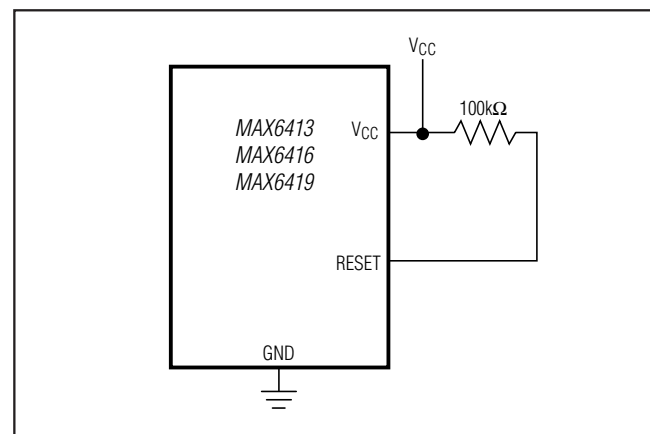 VCC
100kΩ
MAX6413
VCC
MAX6416
MAX6419
RESET
GND